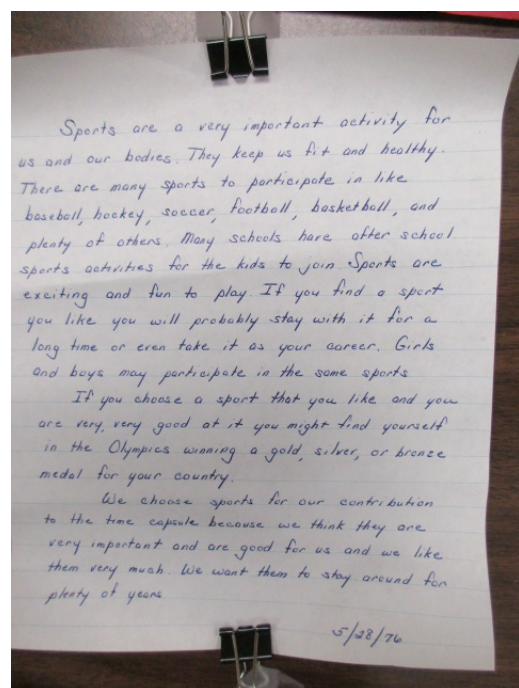 Sports are a very important activity for
us and our bodies. They keep us fit and healthy.
There are many sports to participate in like
baseball, hockey, soccer, football, basketball, and
plenty of others. Many schools have after school
sports activities for the kids to join. Sports are
exciting and fun to play. If you find a sport
you like you will probably stay with it for a
long time or even take it as your career. Girls
and boys may participate in the same sports
If you choose a sport that you like and you
are very, very good at it you might find yourself
in the Olympics winning a gold, silver, or bronze
medal for your country.
We choose sports for our contribution
to the time capsule because we think they are
very important and are good for us and we like
them very much. We want them to stay around for
plenty of years
5/28/76